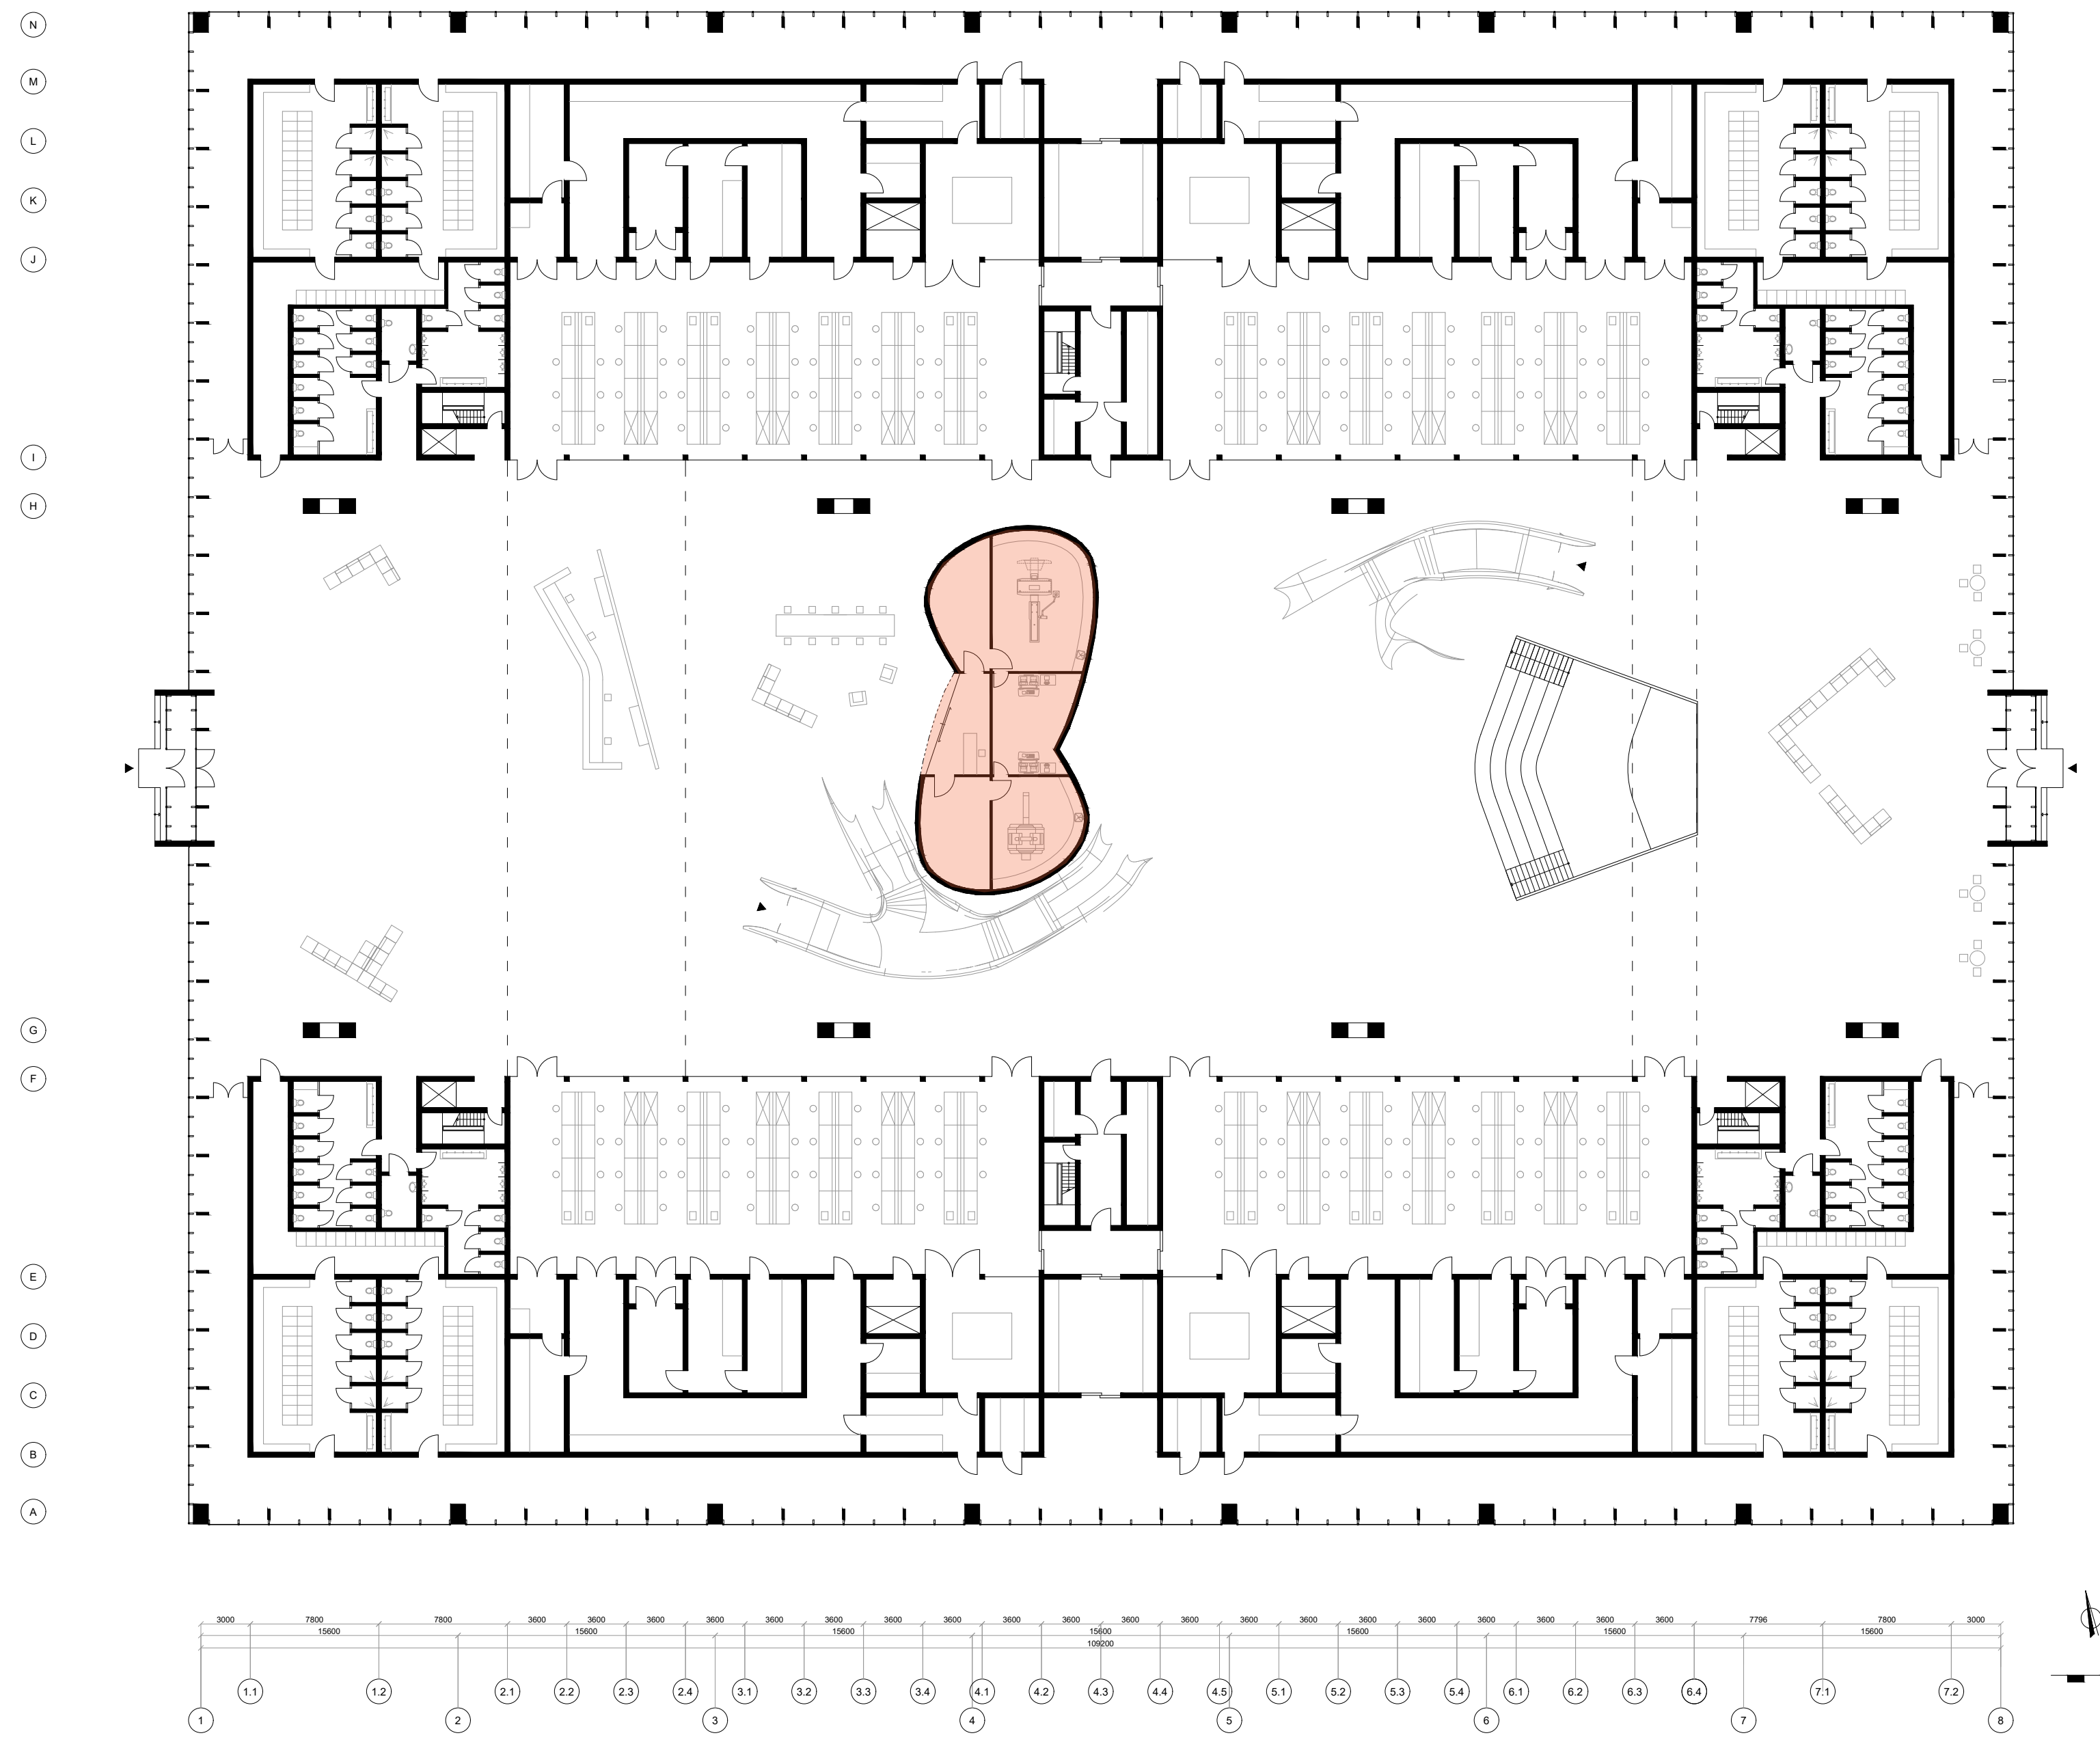 N
M
L
K
J
I
H
G
F
E
D
C
B
A
3000 7800 7800 3600 3600 3600 3600 3600 3600 3600 3600 3600 3600 3600 3600 3600 3600 3600 3600 3600 3600 3600 3600 7796 7800 3000
15600 15600 15600 15600 15600 15600 15600
109200
1.1 1.2 2.1 2.2 2.3 2.4 3.1 3.2 3.3 3.4 4.1 4.2 4.3 4.4 4.5 5.1 5.2 5.3 5.4 6.1 6.2 6.3 6.4 7.1 7.2
1 2 3 4 5 6 7 8